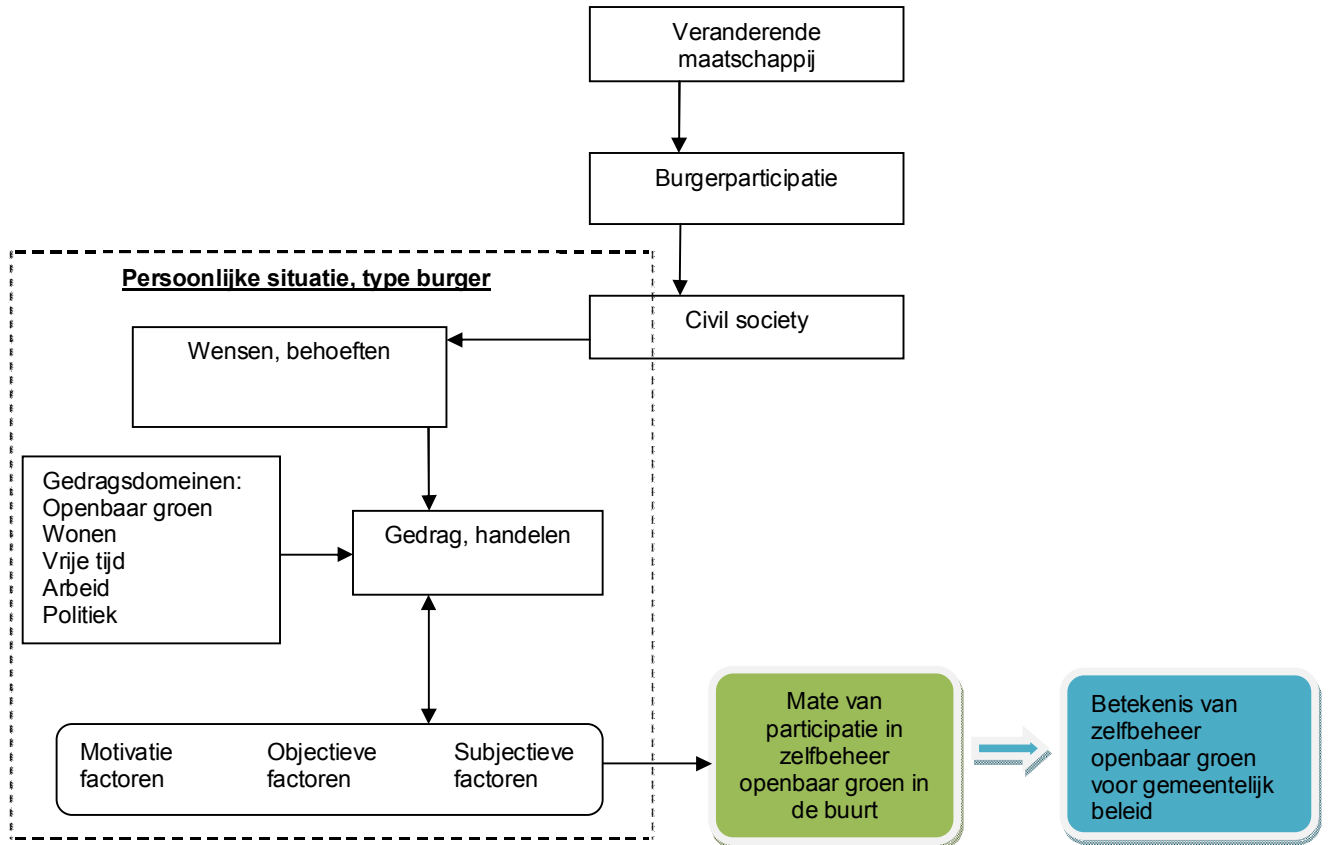 Veranderende
maatschappij
Burgerparticipatie
Persoonlijke situatie, type burger
Civil society
Wensen, behoeften
Gedragsdomeinen:
Openbaar groen
Wonen
Vrije tijd
Arbeid
Politiek
Gedrag, handelen
Motivatie
factoren
Objectieve
factoren
Subjectieve
factoren
Mate van
participatie in
zelfbeheer
openbaar groen in
de buurt
Betekenis van
zelfbeheer
openbaar groen
voor gemeentelijk
beleid